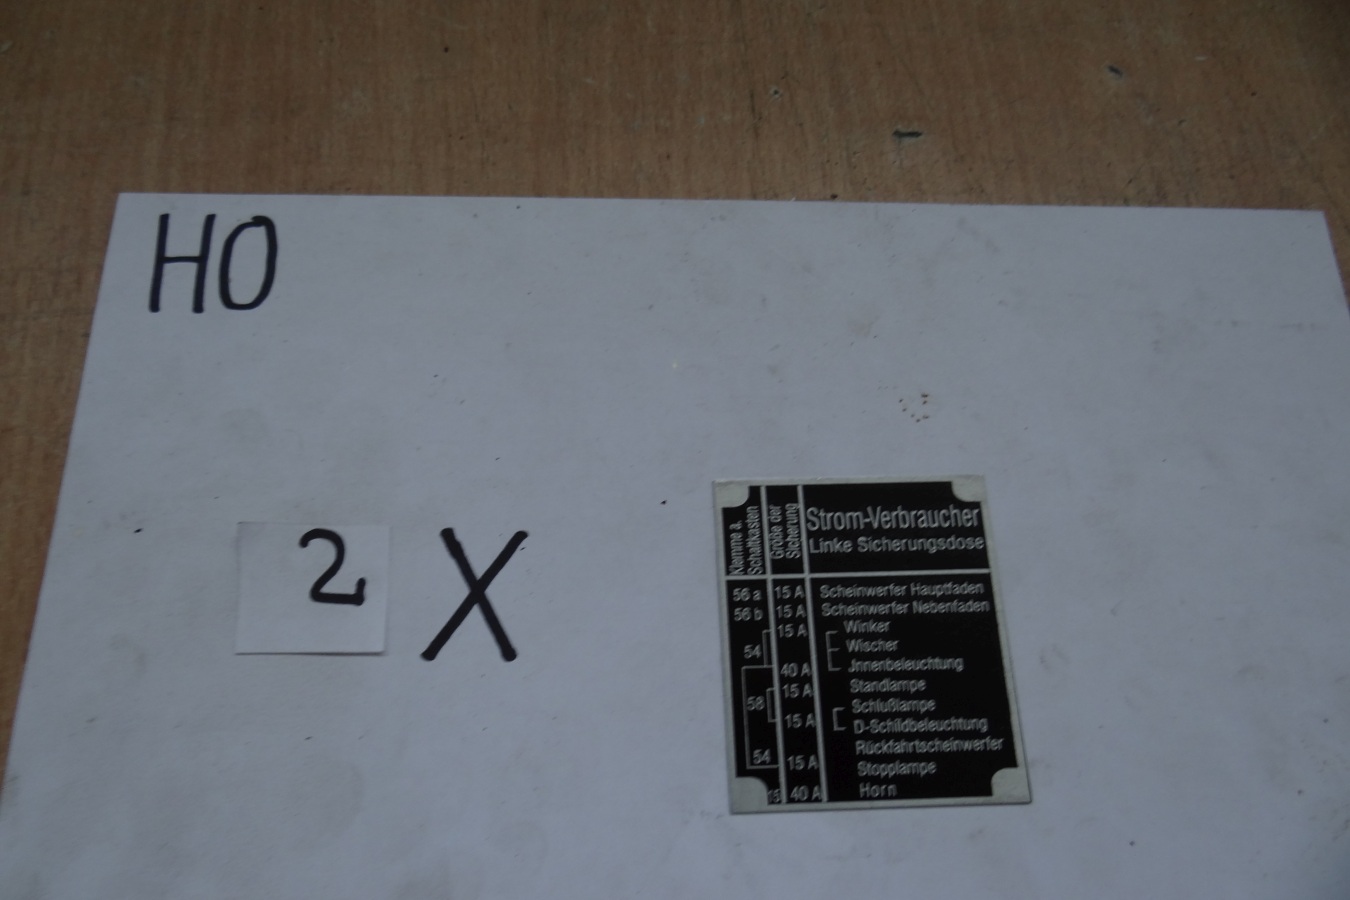 HO
2 X
Klemme a. Schaltkasten
Größe der Sicherung
Strom-Verbraucher
Linke Sicherungsdose
56 a 15 A Scheinwerfer Hauptfaden
56 b 15 A Scheinwerfer Nebenfaden
15 A Winker
54 Wischer
40 A Jnnenbeleuchtung
15 A Standlampe
58 Schlußlampe
15 A D-Schildbeleuchtung
Rückfahrtscheinwerfer
54 15 A Stopplampe
15 40 A Horn